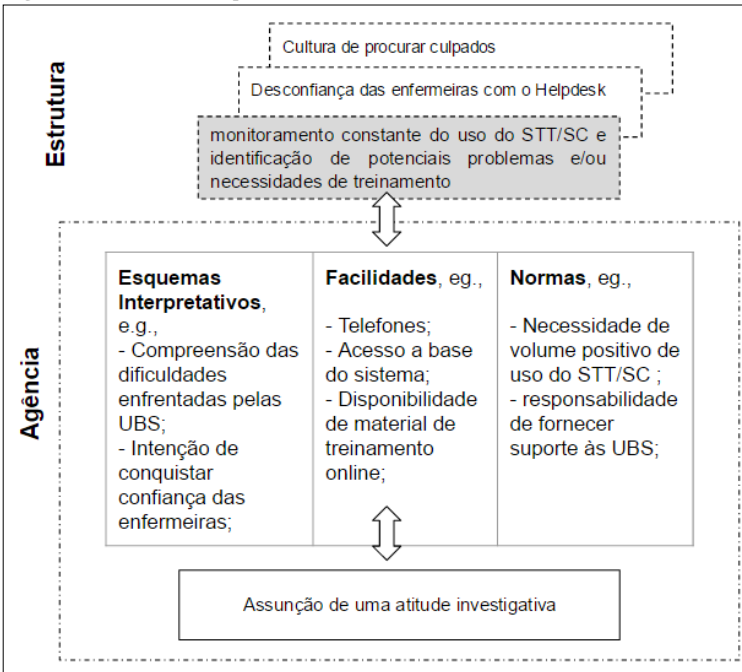 Estrutura
Cultura de procurar culpados
Desconfiança das enfermeiras com o Helpdesk
monitoramento constante do uso do STT/SC e
identificação de potenciais problemas e/ou
necessidades de treinamento
Agência
Esquemas
Interpretativos,
e.g.,
- Compreensão das
dificuldades
enfrentadas pelas
UBS;
- Intenção de
conquistar
confiança das
enfermeiras;
Facilidades, eg.,
- Telefones;
- Acesso a base
do sistema;
- Disponibilidade
de material de
treinamento
online;
Normas, eg.,
- Necessidade de
volume positivo de
uso do STT/SC ;
- responsabilidade
de fornecer
suporte às UBS;
Assunção de uma atitude investigativa